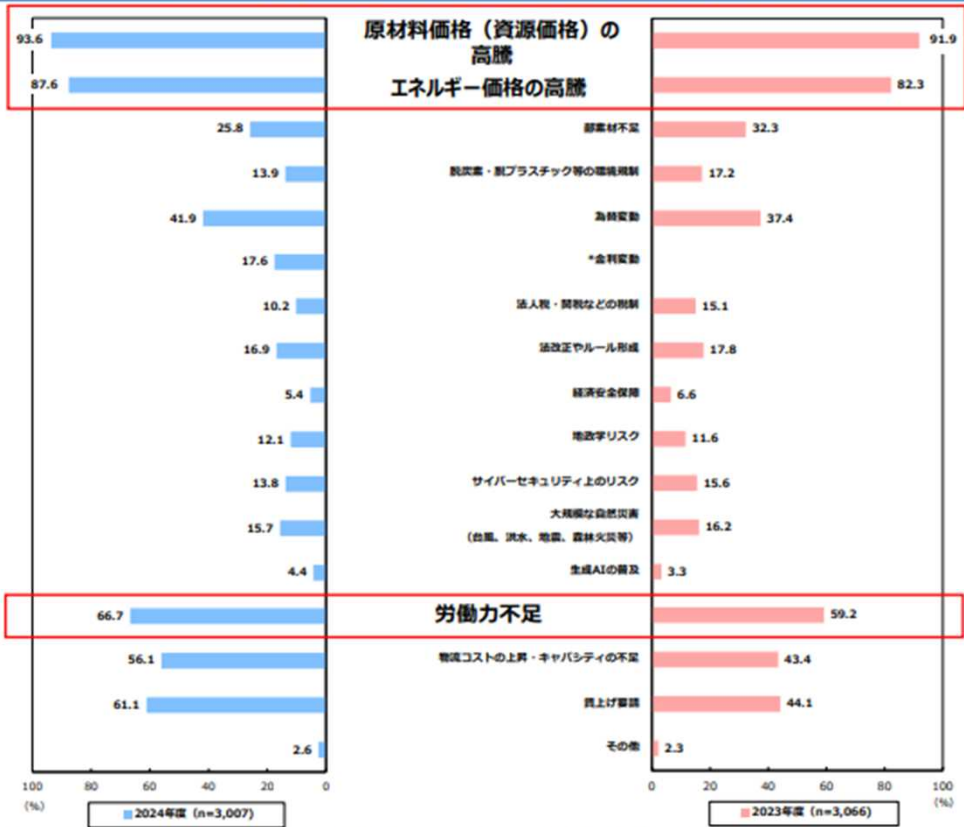 原材料価格（資源価格）の
高騰
93.6
91.9
エネルギー価格の高騰
87.6
82.3
25.8
部素材不足
32.3
13.9
脱炭素・脱プラスチック等の環境規制
17.2
41.9
為替変動
37.4
17.6
*金利変動
10.2
法人税・関税などの税制
15.1
16.9
法改正やルール形成
17.8
5.4
経済安全保障
6.6
12.1
地政学リスク
11.6
13.8
サイバーセキュリティ上のリスク
15.6
大規模な自然災害
（台風、洪水、地震、森林火災等）
15.7
16.2
4.4
生成AIの普及
3.3
66.7
労働力不足
59.2
56.1
物流コストの上昇・キャパシティの不足
43.4
61.1
賃上げ要請
44.1
2.6
その他
2.3
100 80 60 40 20 0
0 20 40 60 80 100
(%)
(%)
2024年度（n=3,007）
2023年度（n=3,066）